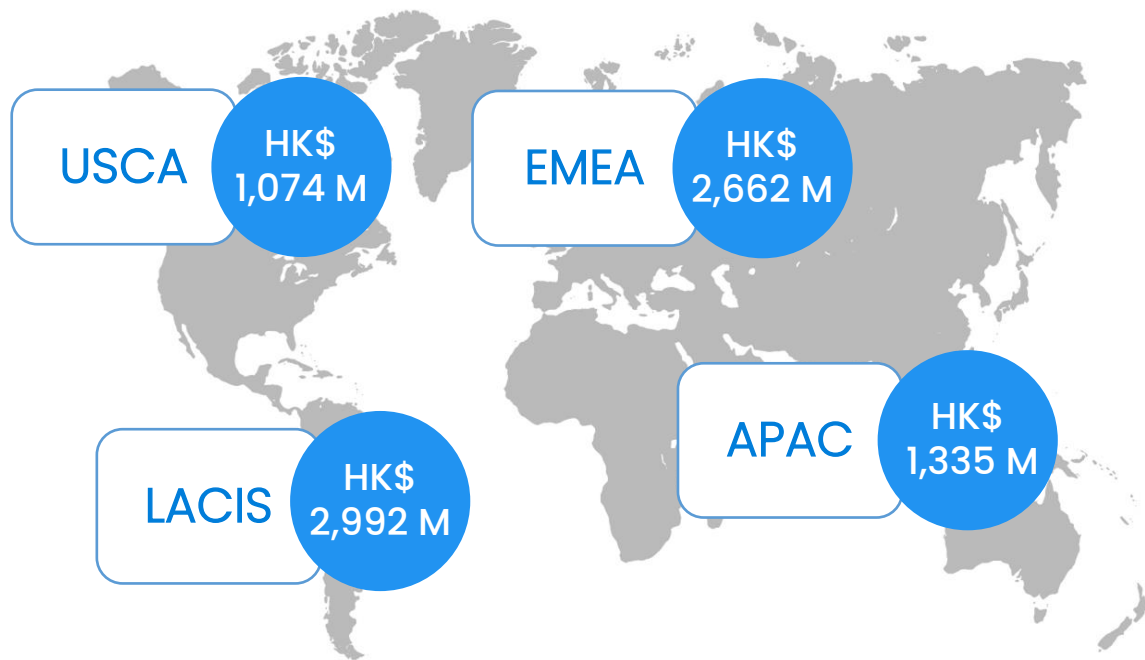 USCA
HK$
1,074 M
EMEA
HK$
2,662 M
APAC
HK$
1,335 M
LACIS
HK$
2,992 M